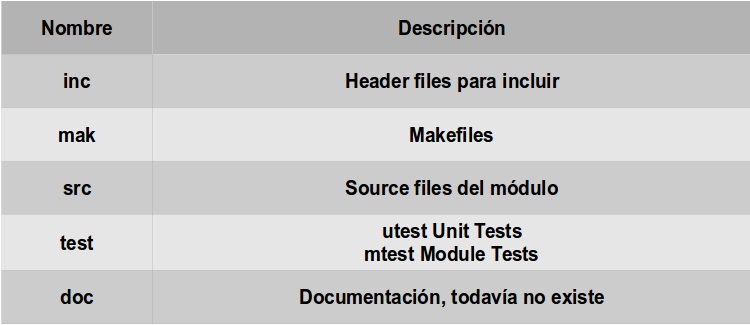 Nombre Descripción
inc Header files para incluir
mak Makefiles
src Source files del módulo
test utest Unit Tests
mtest Module Tests
doc Documentación, todavía no existe